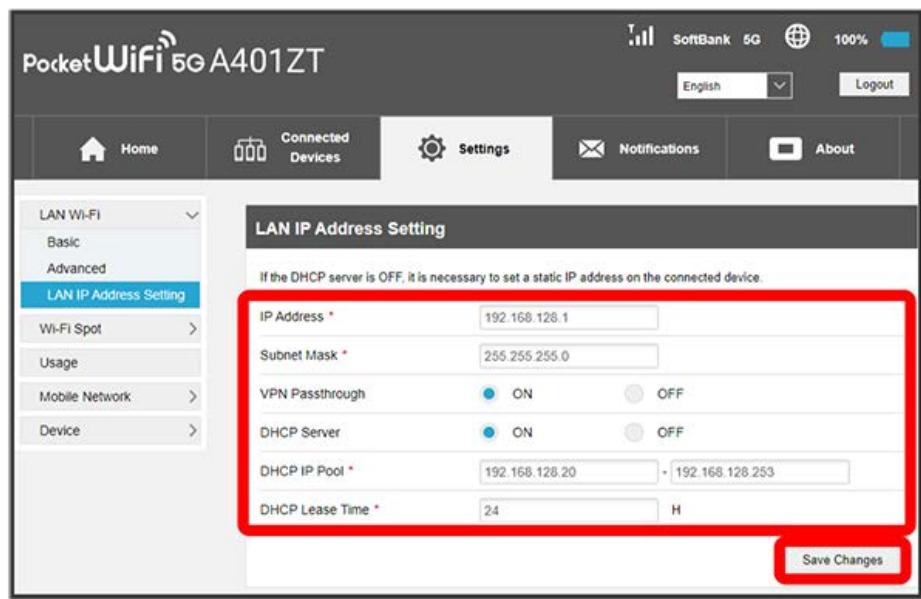 SoftBank 5G 100%
Pocket WiFi 5G A401ZT
English Logout
Home Connected Devices Settings Notifications About
LAN Wi-Fi
Basic
Advanced
LAN IP Address Setting
Wi-Fi Spot
Usage
Mobile Network
Device
LAN IP Address Setting
If the DHCP server is OFF, it is necessary to set a static IP address on the connected device.
IP Address * 192.168.128.1
Subnet Mask * 255.255.255.0
VPN Passthrough ON OFF
DHCP Server ON OFF
DHCP IP Pool * 192.168.128.20 - 192.168.128.253
DHCP Lease Time * 24 H
Save Changes